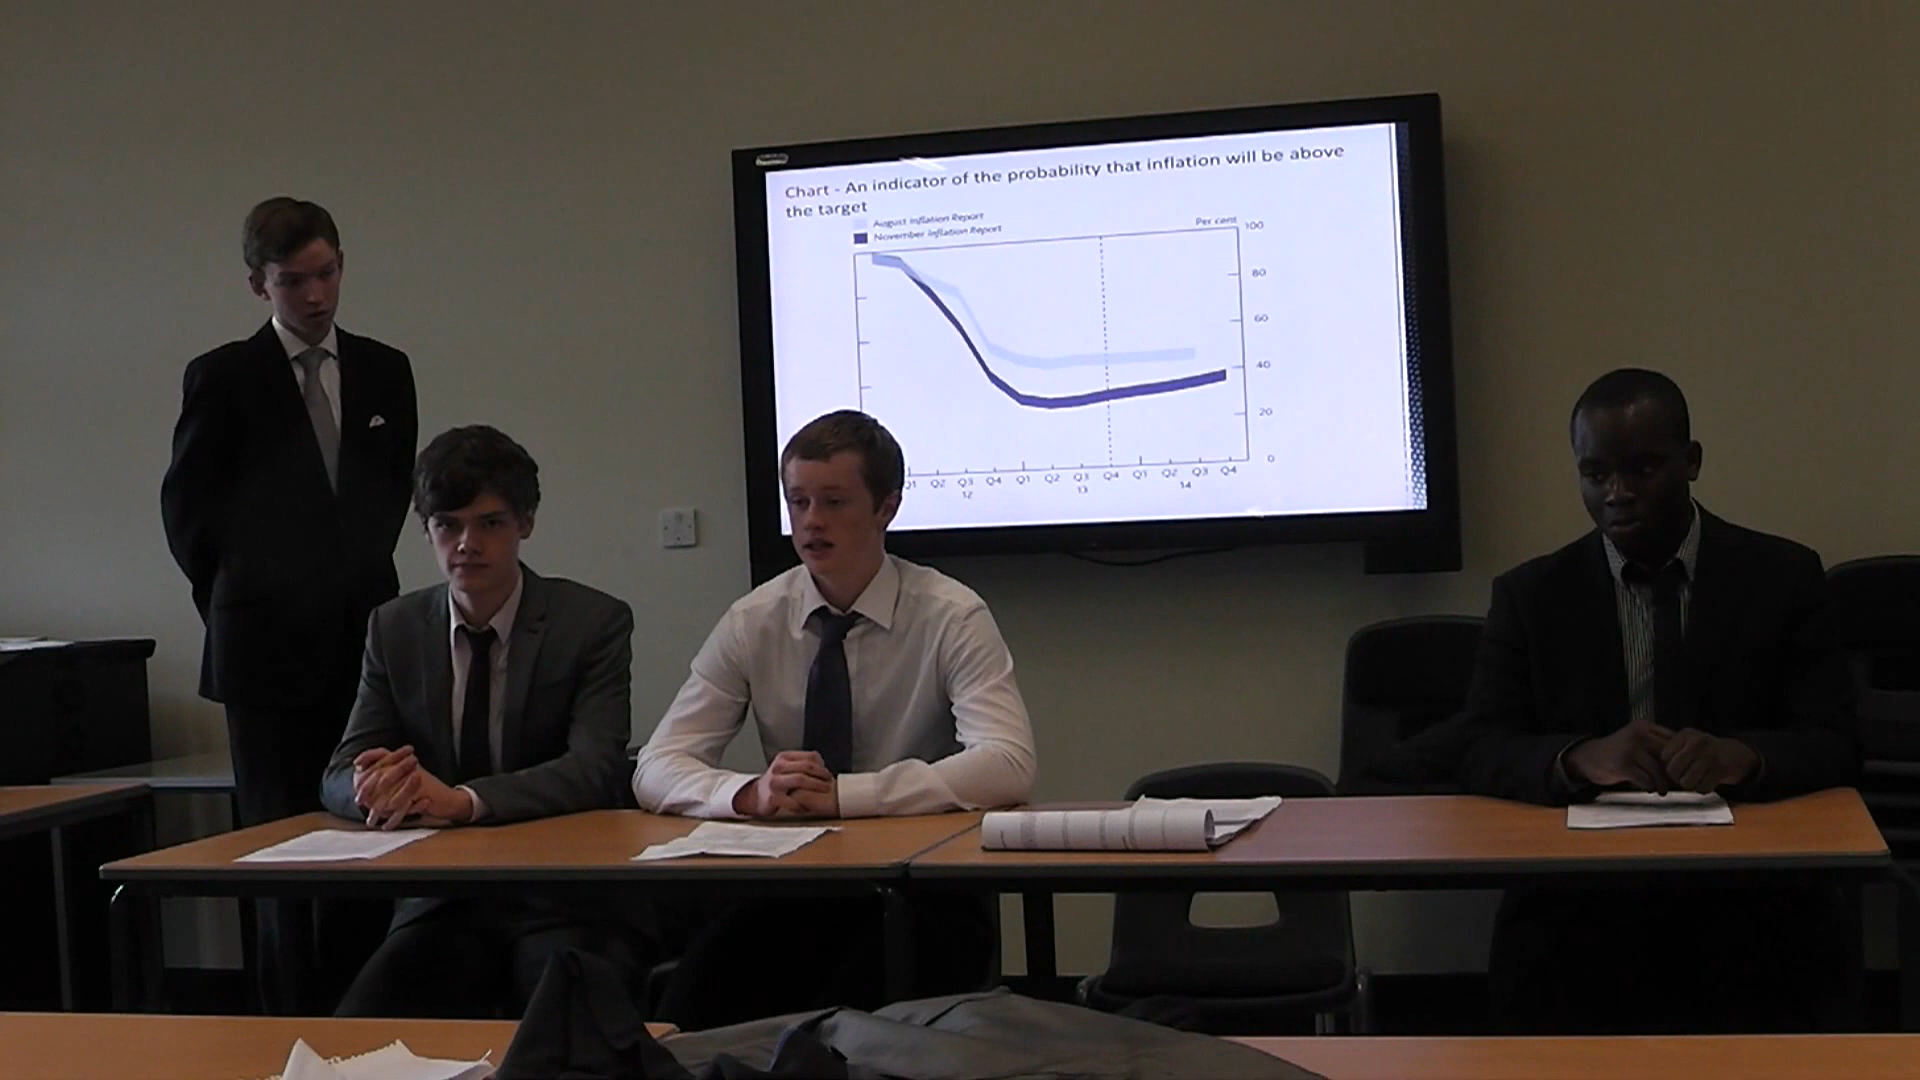 Chart - An indicator of the probability that inflation will be above
the target
August Inflation Report
November Inflation Report
Per cent
100
80
60
40
20
0
Q1 Q2 Q3 Q4 Q1 Q2 Q3 Q4 Q1 Q2 Q3 Q4
12 13 14